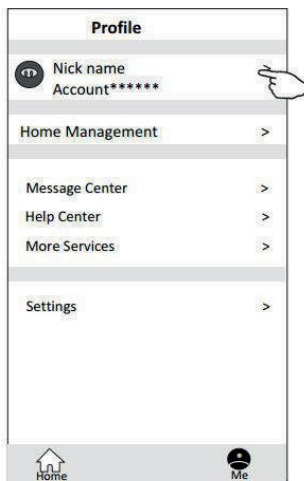 Profile
Nick name
Account******
Home Management >
Message Center >
Help Center >
More Services >
Settings >
Home
Me